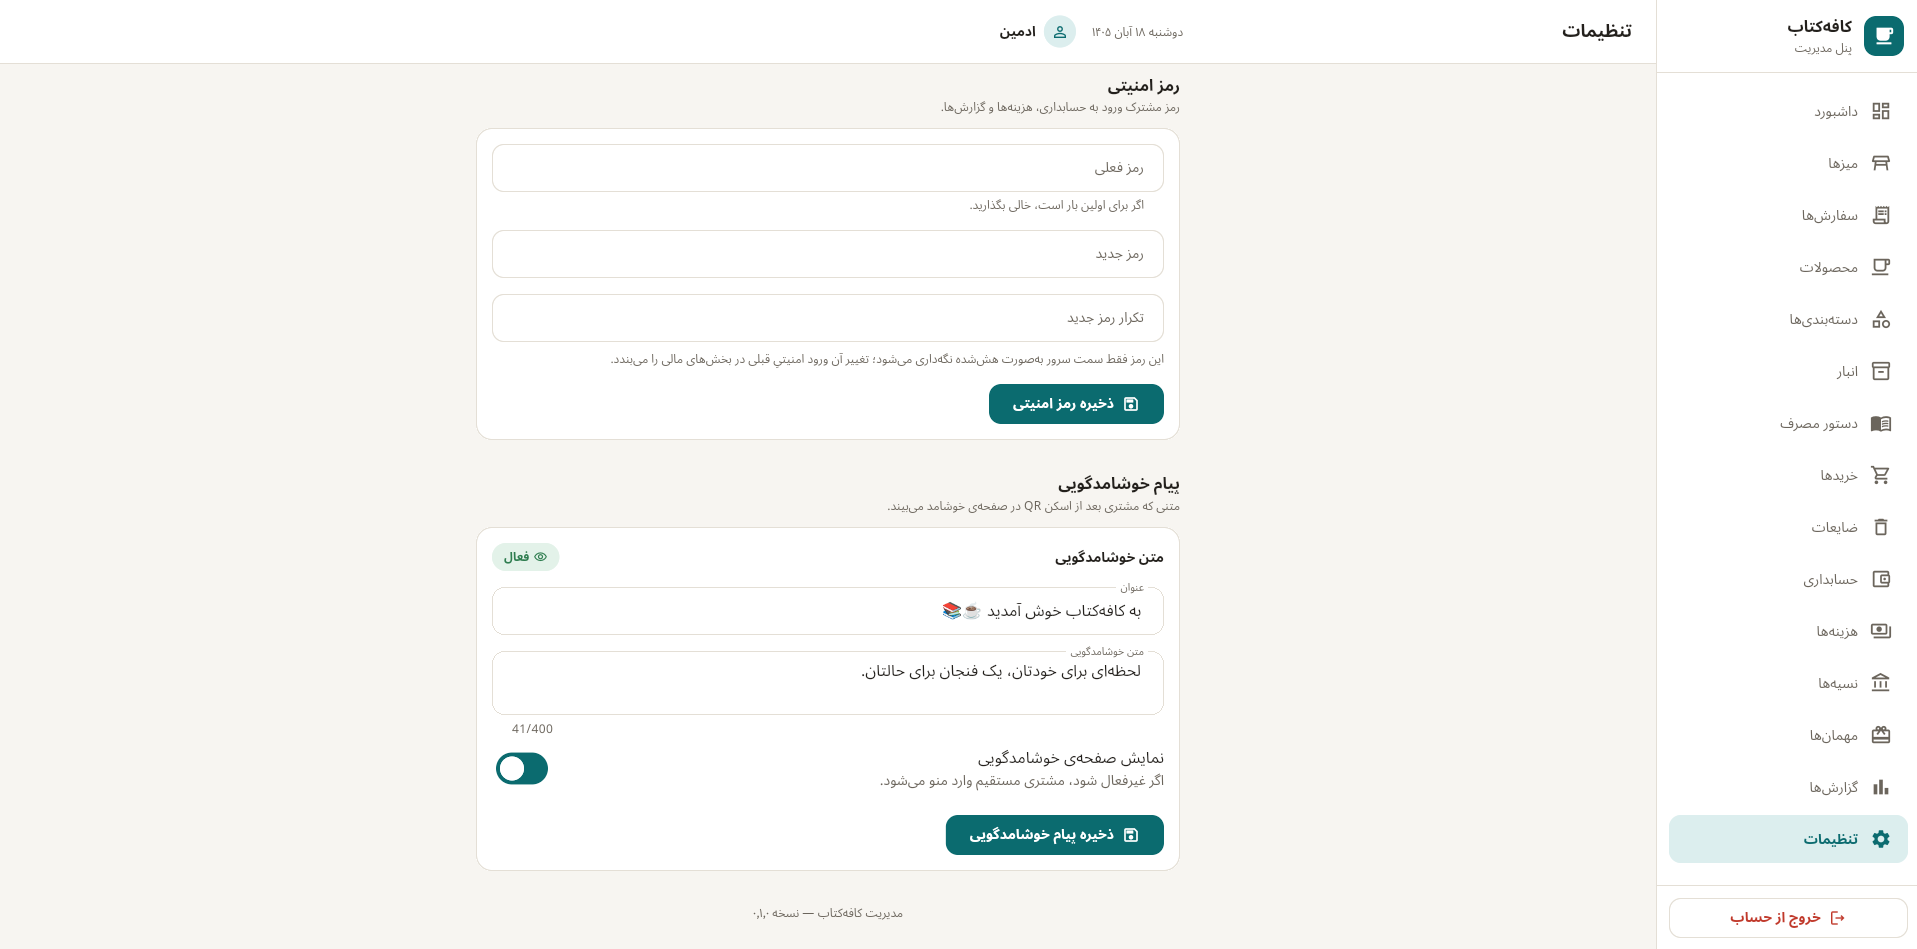 کافه‌کتاب
پنل مدیریت
داشبورد
میزها
سفارش‌ها
محصولات
دسته‌بندی‌ها
انبار
دستور مصرف
خریدها
ضایعات
حسابداری
هزینه‌ها
نسیه‌ها
مهمان‌ها
گزارش‌ها
تنظیمات
خروج از حساب
تنظیمات
دوشنبه ۱۸ آبان ۱۴۰۵
ادمین
رمز امنیتی
رمز مشترک ورود به حسابداری، هزینه‌ها و گزارش‌ها.
رمز فعلی
اگر برای اولین بار است، خالی بگذارید.
رمز جدید
تکرار رمز جدید
این رمز فقط سمت سرور به‌صورت هش‌شده نگه‌داری می‌شود؛ تغییر آن ورود امنیتیِ قبلی در بخش‌های مالی را می‌بندد.
ذخیره رمز امنیتی
پیام خوشامدگویی
متنی که مشتری بعد از اسکن QR در صفحه‌ی خوشامد می‌بیند.
متن خوشامدگویی
فعال
عنوان
به کافه‌کتاب خوش آمدید ☕📚
متن خوشامدگویی
لحظه‌ای برای خودتان، یک فنجان برای حالتان.
41/400
نمایش صفحه‌ی خوشامدگویی
اگر غیرفعال شود، مشتری مستقیم وارد منو می‌شود.
ذخیره پیام خوشامدگویی
مدیریت کافه‌کتاب — نسخه ۰٫۱٫۰